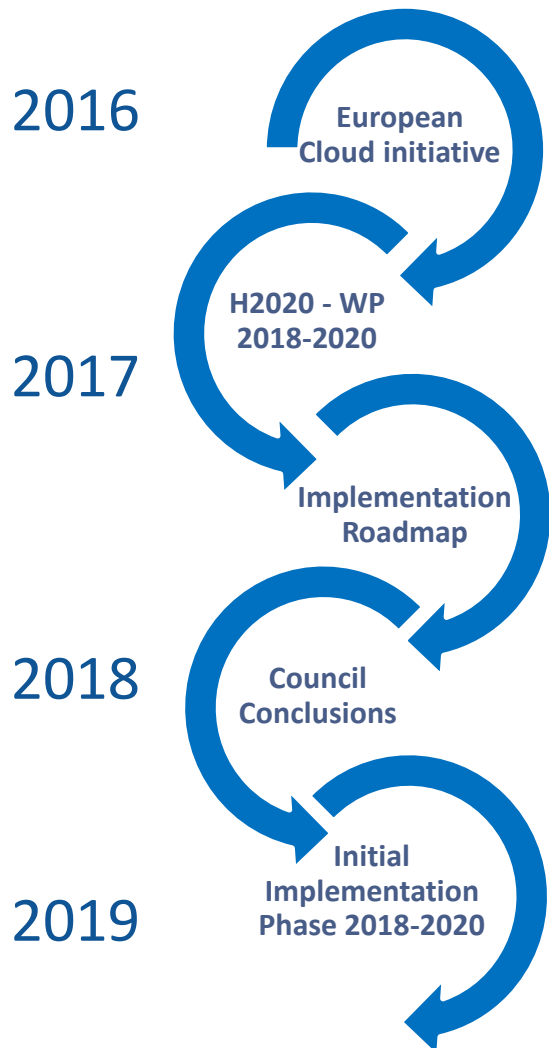 2016
European
Cloud initiative
H2020 - WP
2018-2020
2017
Implementation
Roadmap
2018
Council
Conclusions
Initial
Implementation
Phase 2018-2020
2019